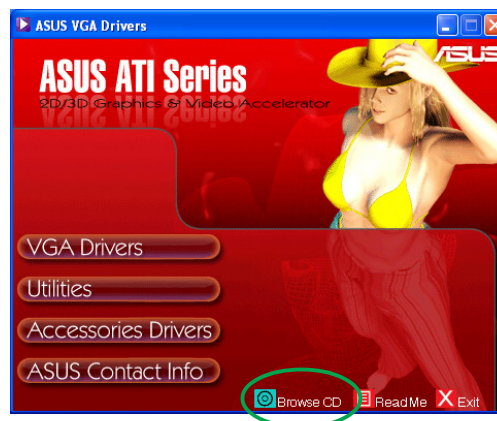 ASUS VGA Drivers
ASUS
ASUS ATI Series
2D/3D Graphics & Video Accelerator
VGA Drivers
Utilities
Accessories Drivers
ASUS Contact Info
Browse CD ReadMe Exit